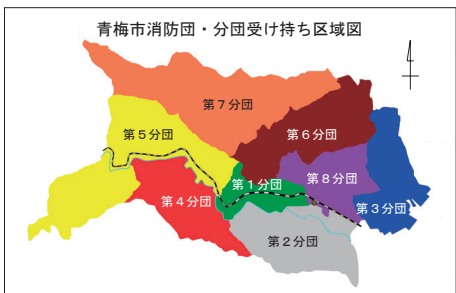 青梅市消防団・分団受け持ち区域図
第7分団
第5分団
第6分団
第1分団
第8分団
第4分団
第3分団
第2分団